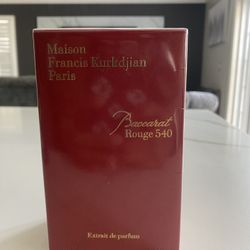 Maison
Francis Kurkdjian
Paris
Baccarat
Rouge 540
Extrait de parfum